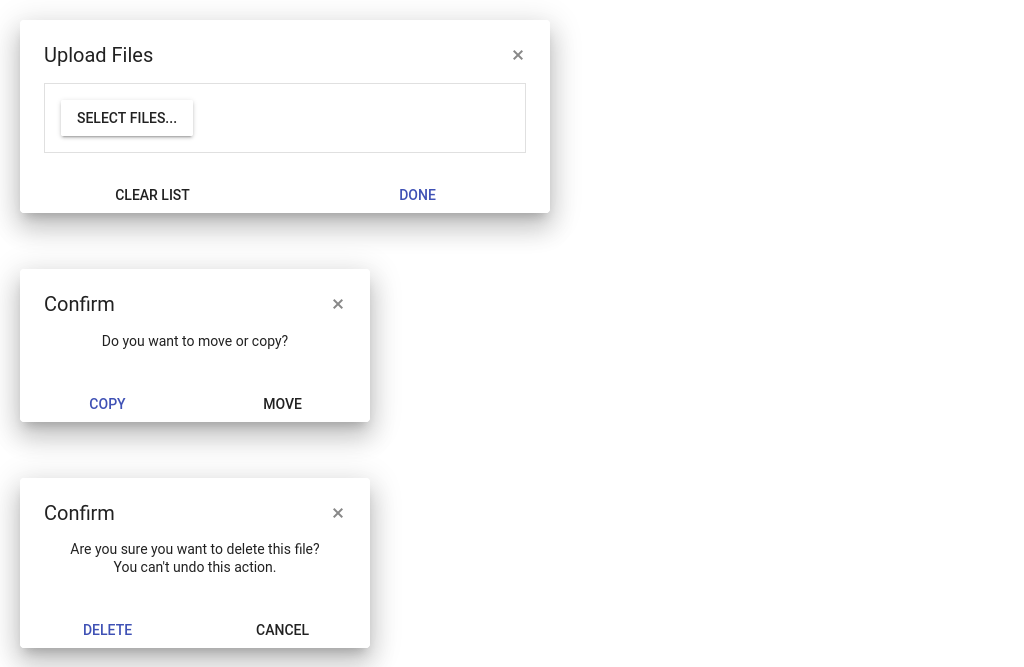 Upload Files
SELECT FILES...
CLEAR LIST DONE
Confirm
Do you want to move or copy?
COPY MOVE
Confirm
Are you sure you want to delete this file?
You can't undo this action.
DELETE CANCEL